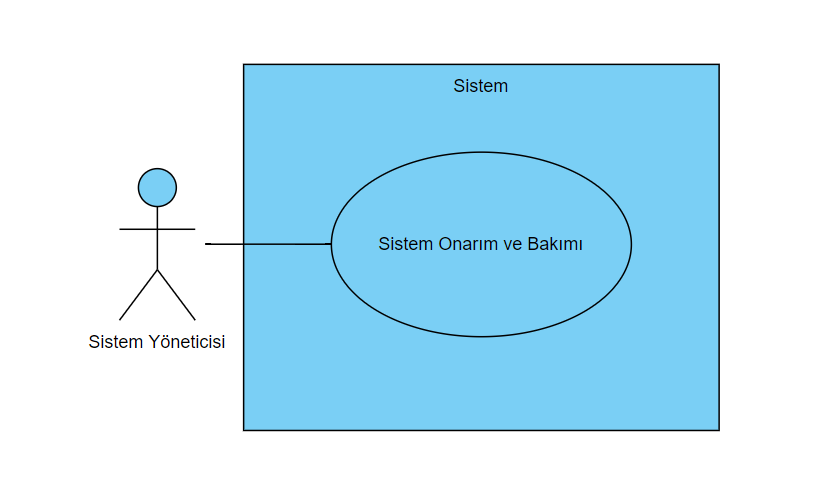 Sistem
Sistem Onarım ve Bakımı
Sistem Yöneticisi